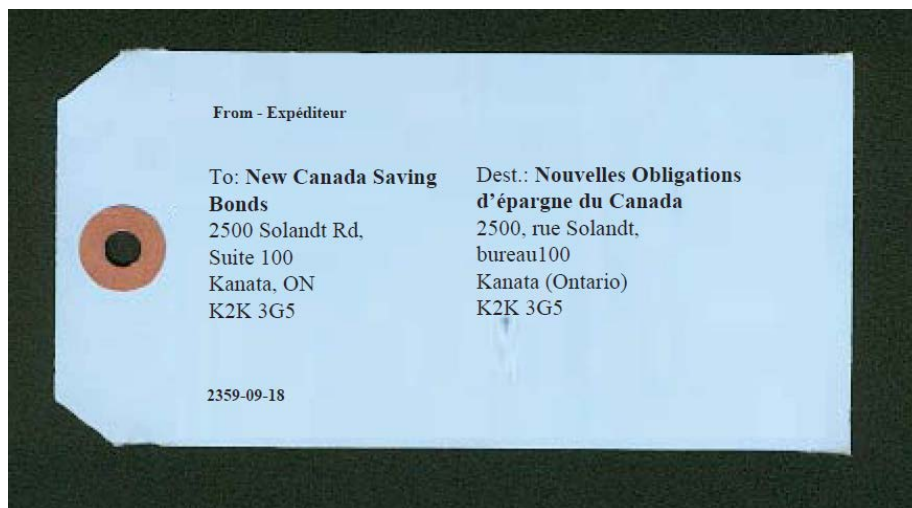 From - Expéditeur
To: New Canada Saving
Bonds
2500 Solandt Rd,
Suite 100
Kanata, ON
K2K 3G5
Dest.: Nouvelles Obligations
d'épargne du Canada
2500, rue Solandt,
bureau100
Kanata (Ontario)
K2K 3G5
2359-09-18